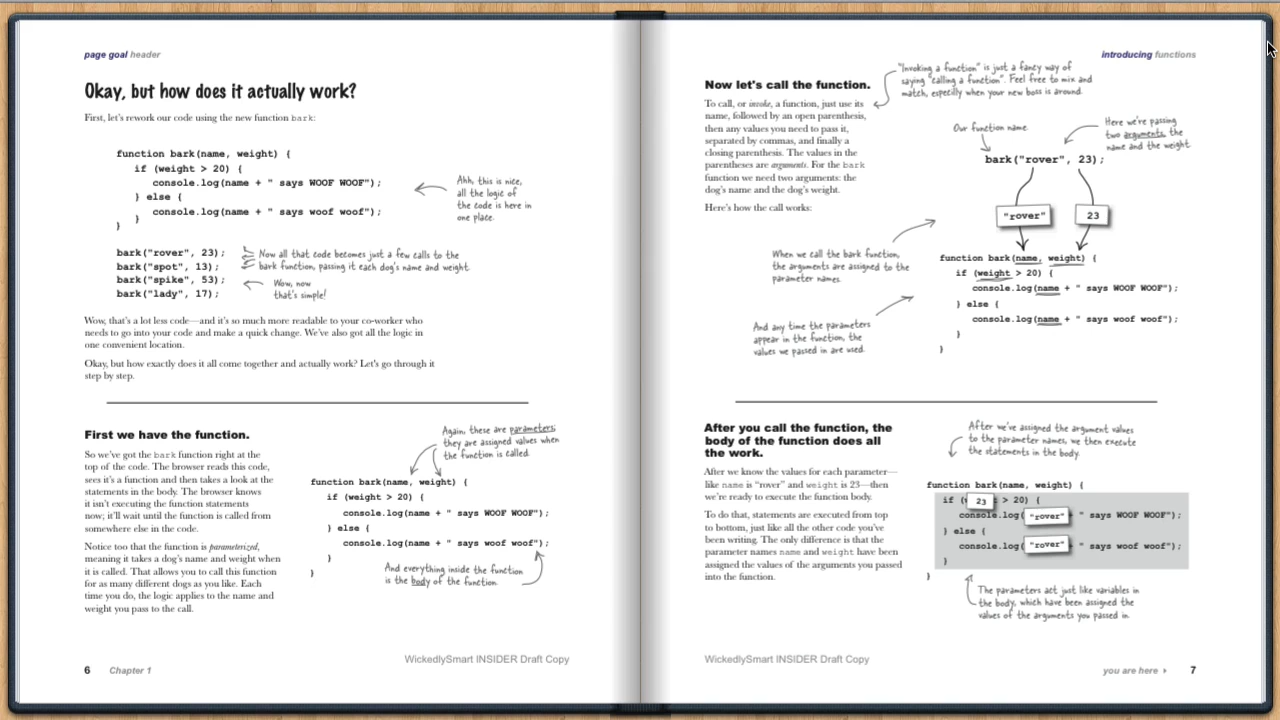 page goal header
Okay, but how does it actually work?
First, let's rework our code using the new function bark:
function bark(name, weight) {
if (weight > 20) {
console.log(name + " says WOOF WOOF");
} else {
console.log(name + " says woof woof");
}
}
Ahh, this is nice,
all the logic of
the code is here in
one place.
bark("rover", 23);
bark("spot", 13);
bark("spike", 53);
bark("lady", 17);
Now all that code becomes just a few calls to the
bark function, passing it each dog's name and weight.
Wow, now
that's simple!
Wow, that's a lot less code—and it's so much more readable to your co-worker who
needs to go into your code and make a quick change. We've also got all the logic in
one convenient location.
Okay, but how exactly does it all come together and actually work? Let's go through it
step by step.
First we have the function.
So we've got the bark function right at the
top of the code. The browser reads this code,
sees it's a function and then takes a look at the
statements in the body. The browser knows
it isn't executing the function statements
now; it'll wait until the function is called from
somewhere else in the code.
Notice too that the function is parameterized,
meaning it takes a dog's name and weight when
it is called. That allows you to call this function
for as many different dogs as you like. Each
time you do, the logic applies to the name and
weight you pass to the call.
Again, these are parameters;
they are assigned values when
the function is called.
function bark(name, weight) {
if (weight > 20) {
console.log(name + " says WOOF WOOF");
} else {
console.log(name + " says woof woof");
}
}
And everything inside the function
is the body of the function.
WickedlySmart INSIDER Draft Copy
6 Chapter 1
introducing functions
Now let's call the function.
To call, or invoke, a function, just use its
name, followed by an open parenthesis,
then any values you need to pass it,
separated by commas, and finally a
closing parenthesis. The values in the
parentheses are arguments. For the bark
function we need two arguments: the
dog's name and the dog's weight.
Here's how the call works:
"Invoking a function" is just a fancy way of
saying "calling a function". Feel free to mix and
match, especilly when your new boss is around.
Our function name.
Here we're passing
two arguments, the
name and the weight.
bark("rover", 23);
"rover"
23
When we call the bark function,
the arguments are assigned to the
parameter names.
And any time the parameters
appear in the function, the
values we passed in are used.
function bark(name, weight) {
if (weight > 20) {
console.log(name + " says WOOF WOOF");
} else {
console.log(name + " says woof woof");
}
}
After you call the function, the
body of the function does all
the work.
After we know the values for each parameter—
like name is "rover" and weight is 23—then
we're ready to execute the function body.
To do that, statements are executed from top
to bottom, just like all the other code you've
been writing. The only difference is that the
parameter names name and weight have been
assigned the values of the arguments you passed
into the function.
After we've assigned the argument values
to the parameter names, we then execute
the statements in the body.
function bark(name, weight) {
if (w 23 > 20) {
console.log( "rover" + " says WOOF WOOF");
} else {
console.log( "rover" + " says woof woof");
}
}
The parameters act just like variables in
the body, which have been assigned the
values of the arguments you passed in.
WickedlySmart INSIDER Draft Copy
you are here ▸ 7